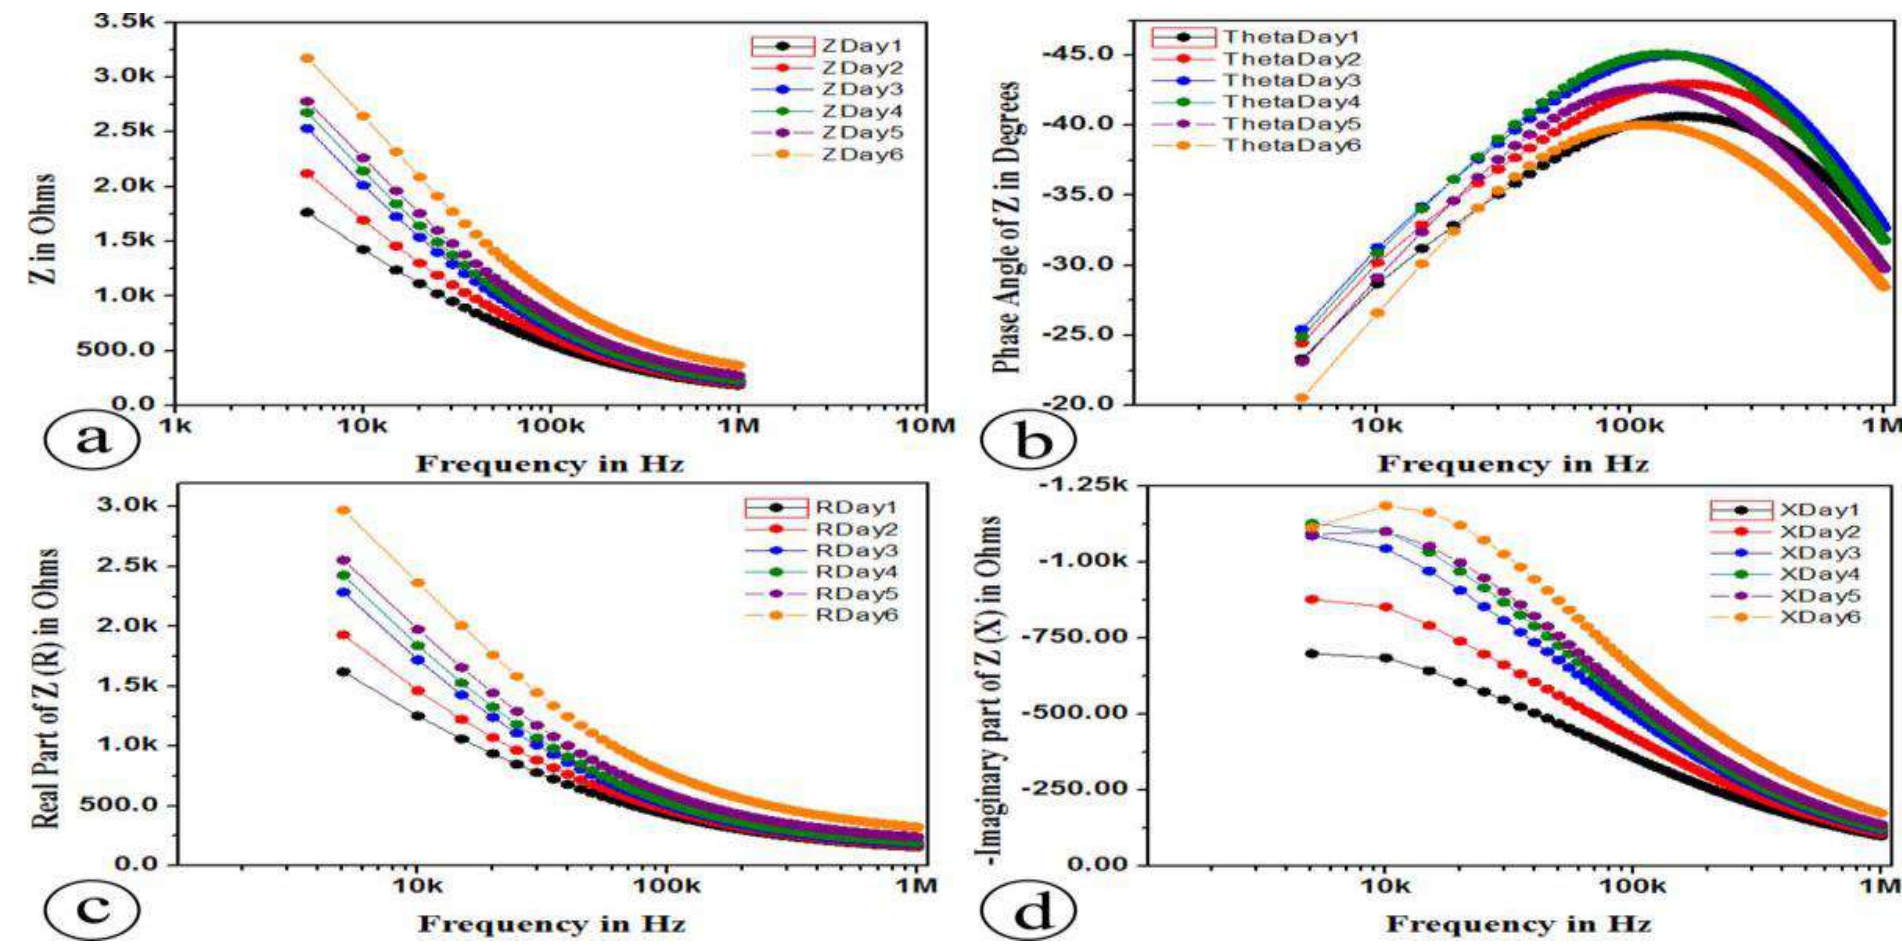 3.5k
3.0k
2.5k
2.0k
1.5k
1.0k
500.0
0.0
Z in Ohms
ZDay1
ZDay2
ZDay3
ZDay4
ZDay5
ZDay6
1k 10k 100k 1M 10M
Frequency in Hz
a
-45.0
-40.0
-35.0
-30.0
-25.0
-20.0
Phase Angle of Z in Degrees
ThetaDay1
ThetaDay2
ThetaDay3
ThetaDay4
ThetaDay5
ThetaDay6
10k 100k 1M
Frequency in Hz
b
3.0k
2.5k
2.0k
1.5k
1.0k
500.0
0.0
Real Part of Z (R) in Ohms
RDay1
RDay2
RDay3
RDay4
RDay5
RDay6
10k 100k 1M
Frequency in Hz
c
-1.25k
-1.00k
-750.00
-500.00
-250.00
0.00
-Imaginary part of Z (X) in Ohms
XDay1
XDay2
XDay3
XDay4
XDay5
XDay6
10k 100k 1M
Frequency in Hz
d